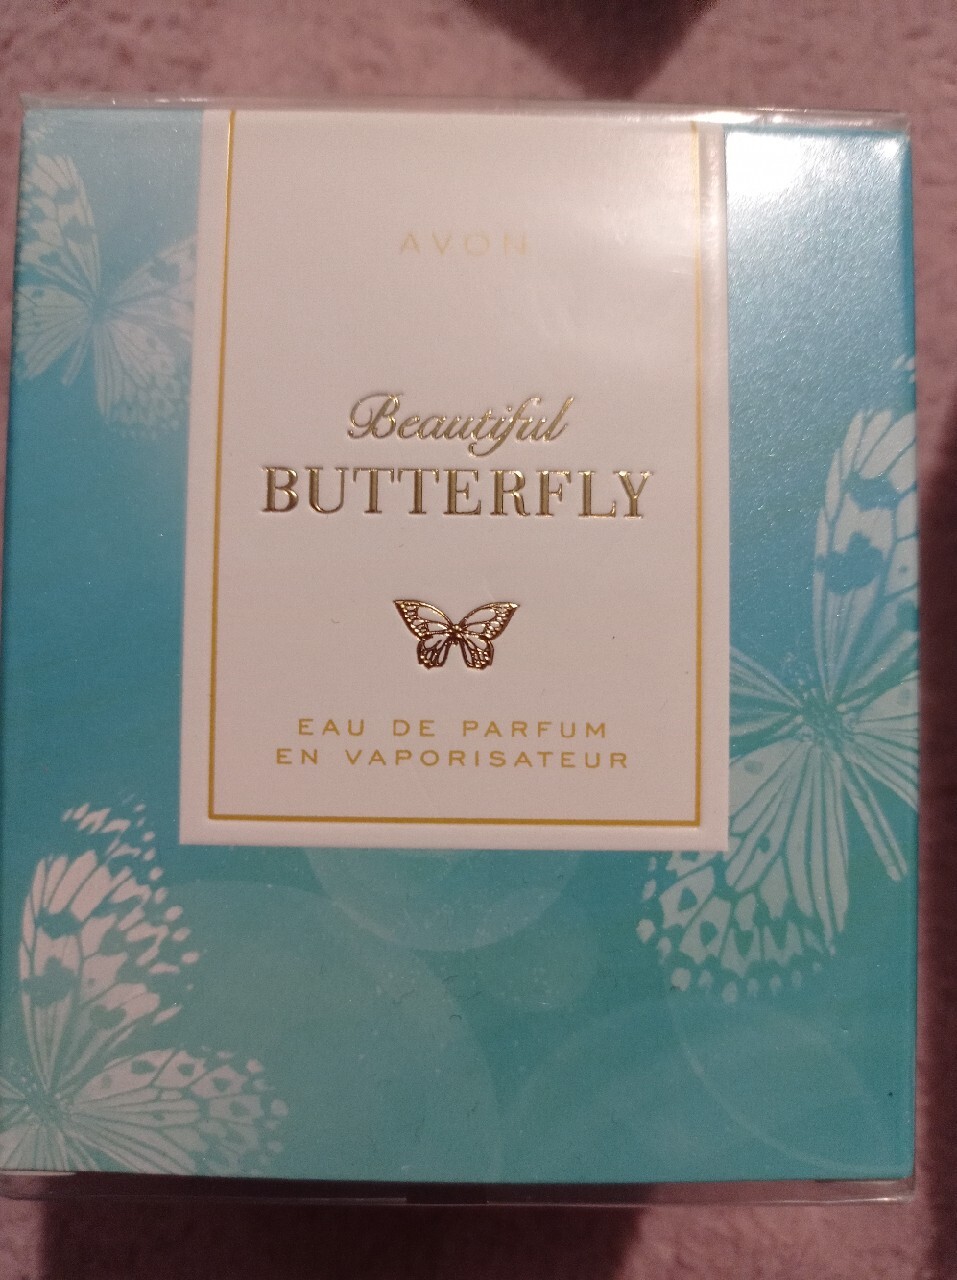 AVON
Beautiful
BUTTERFLY
EAU DE PARFUM
EN VAPORISATEUR